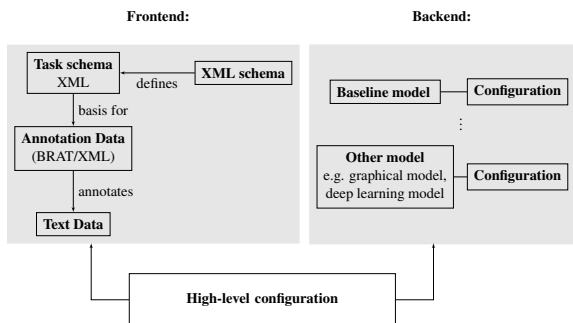 Frontend:
Backend:
Task schema
XML
defines
XML schema
basis for
Annotation Data
(BRAT/XML)
annotates
Text Data
Baseline model
Configuration
⋮
Other model
e.g. graphical model,
deep learning model
Configuration
High-level configuration